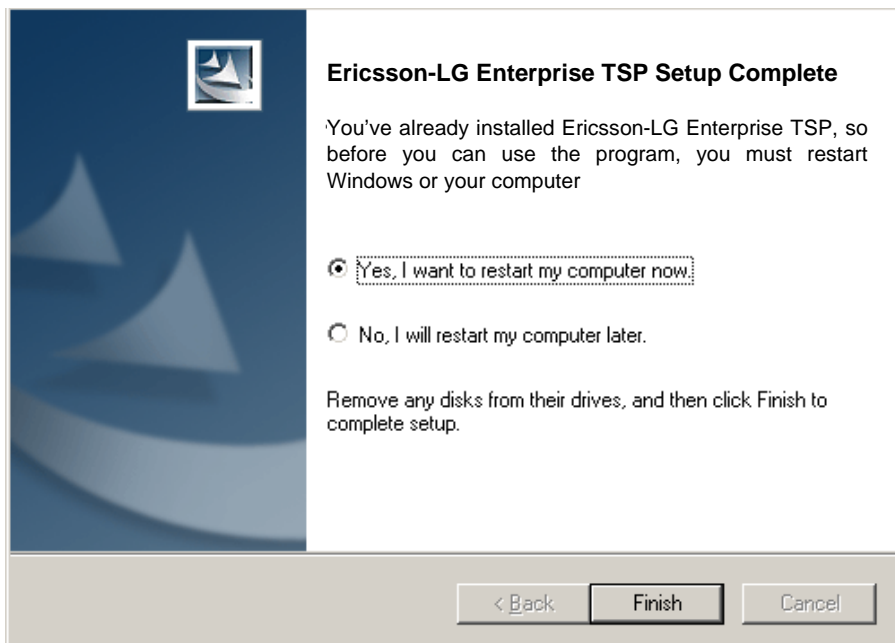 Ericsson-LG Enterprise TSP Setup Complete
You've already installed Ericsson-LG Enterprise TSP, so
before you can use the program, you must restart
Windows or your computer
Yes, I want to restart my computer now.
No, I will restart my computer later.
Remove any disks from their drives, and then click Finish to
complete setup.
< Back Finish Cancel